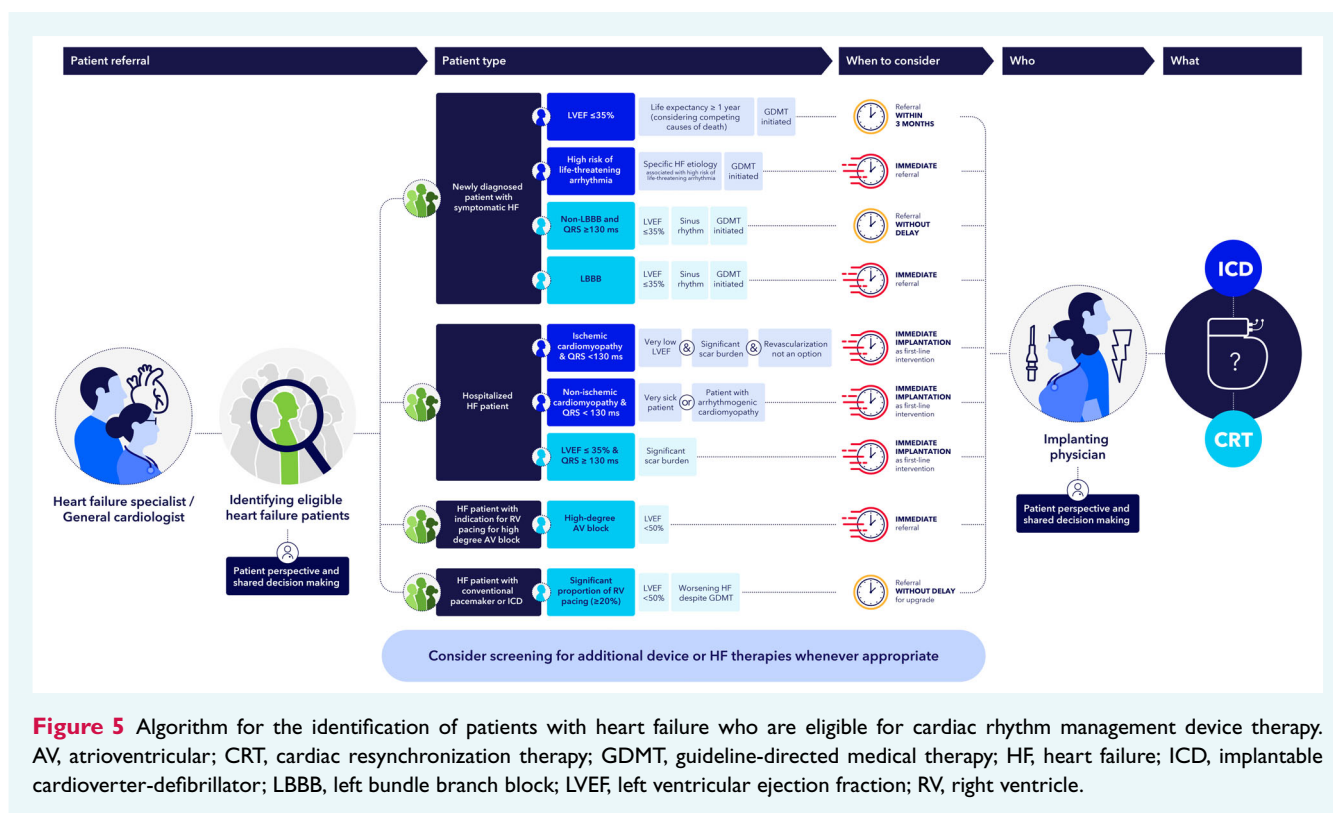 Patient referral
Patient type
When to consider
Who
What
Newly diagnosed
patient with
symptomatic HF
LVEF ≤35%
Life expectancy ≥ 1 year
(considering competing
causes of death)
GDMT
initiated
Referral
WITHIN
3 MONTHS
High risk of
life-threatening
arrhythmia
Specific HF etiology
associated with high risk of
life-threatening arrhythmia
GDMT
initiated
IMMEDIATE
referral
Non-LBBB and
QRS ≥130 ms
LVEF
≤35%
Sinus
rhythm
GDMT
initiated
Referral
WITHOUT
DELAY
LBBB
LVEF
≤35%
Sinus
rhythm
GDMT
initiated
IMMEDIATE
referral
Hospitalized
HF patient
Ischemic
cardiomyopathy
& QRS <130 ms
Very low
LVEF
&
Significant
scar burden
&
Revascularization
not an option
IMMEDIATE
IMPLANTATION
as first-line
intervention
Non-ischemic
cardiomyopathy &
QRS < 130 ms
Very sick
patient
or
Patient with
arrhythmogenic
cardiomyopathy
IMMEDIATE
IMPLANTATION
as first-line
intervention
LVEF ≤ 35% &
QRS ≥ 130 ms
Significant
scar burden
IMMEDIATE
IMPLANTATION
as first-line
intervention
HF patient with
indication for RV
pacing for high
degree AV block
High-degree
AV block
LVEF
<50%
IMMEDIATE
referral
HF patient with
conventional
pacemaker or ICD
Significant
proportion of RV
pacing (≥20%)
LVEF
<50%
Worsening HF
despite GDMT
Referral
WITHOUT DELAY
for upgrade
Heart failure specialist /
General cardiologist
Identifying eligible
heart failure patients
Patient perspective and
shared decision making
Implanting
physician
Patient perspective and
shared decision making
ICD
?
CRT
Consider screening for additional device or HF therapies whenever appropriate
Figure 5 Algorithm for the identification of patients with heart failure who are eligible for cardiac rhythm management device therapy.
AV, atrioventricular; CRT, cardiac resynchronization therapy; GDMT, guideline-directed medical therapy; HF, heart failure; ICD, implantable
cardioverter-defibrillator; LBBB, left bundle branch block; LVEF, left ventricular ejection fraction; RV, right ventricle.